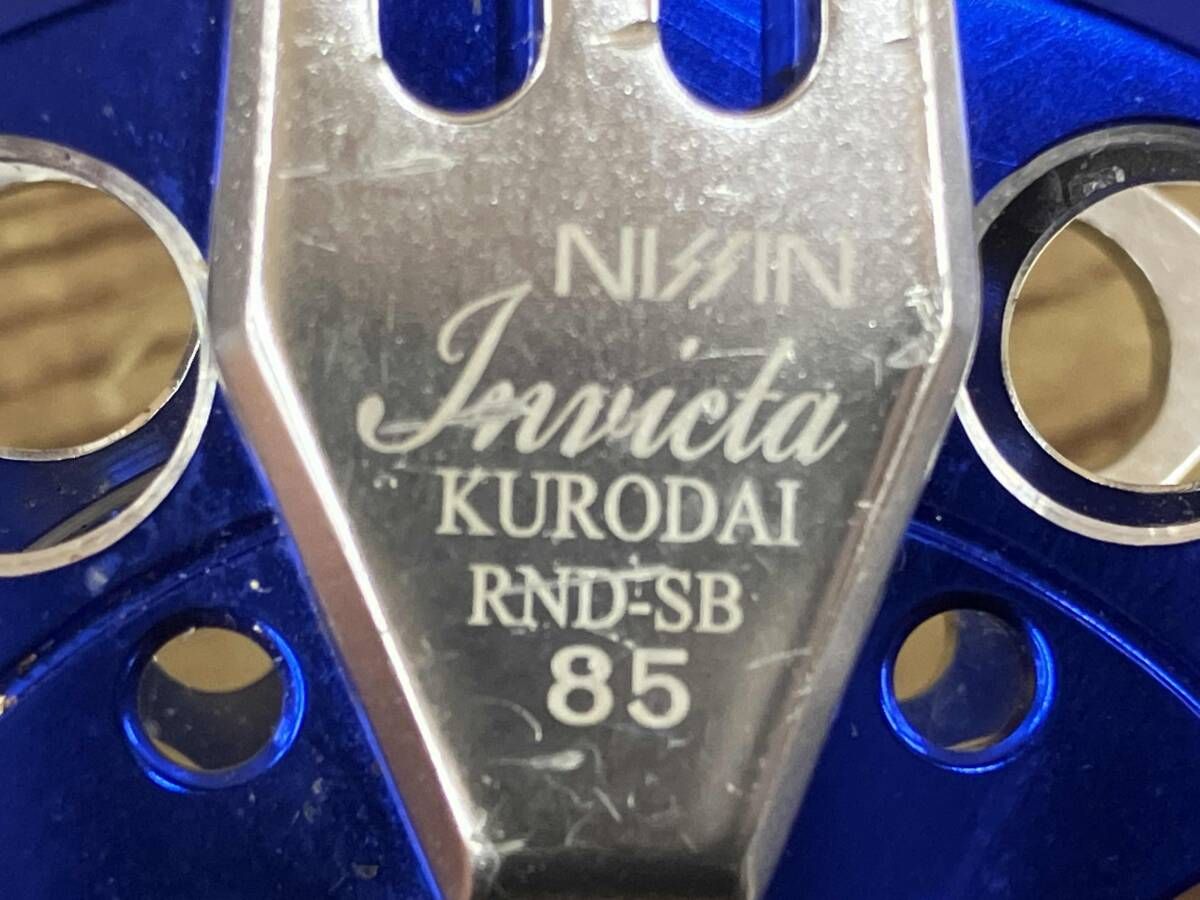 NISSIN
Invicta
KURODAI
RND-SB
85